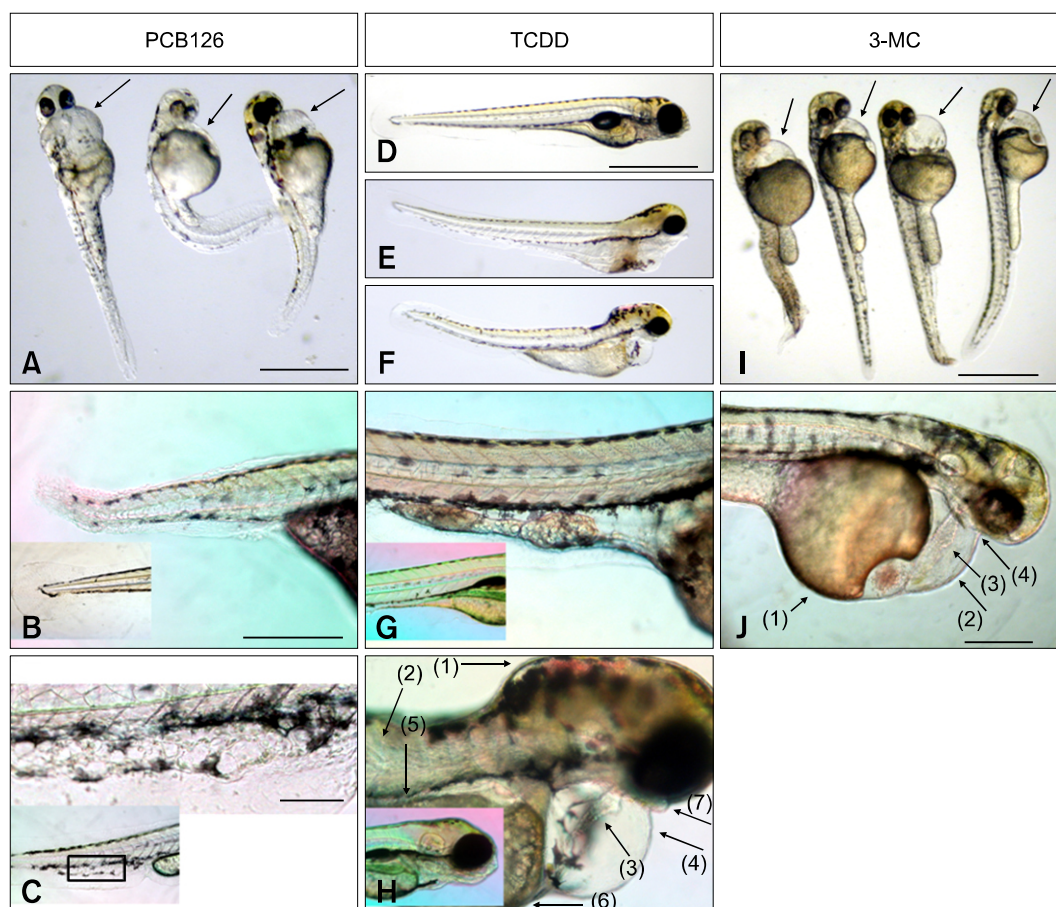 PCB126
TCDD
3-MC
A
D
E
F
I
B
G
(1)
(2)
(3)
(4)
J
C
(1)
(2)
(5)
(3)
(7)
(4)
(6)
H